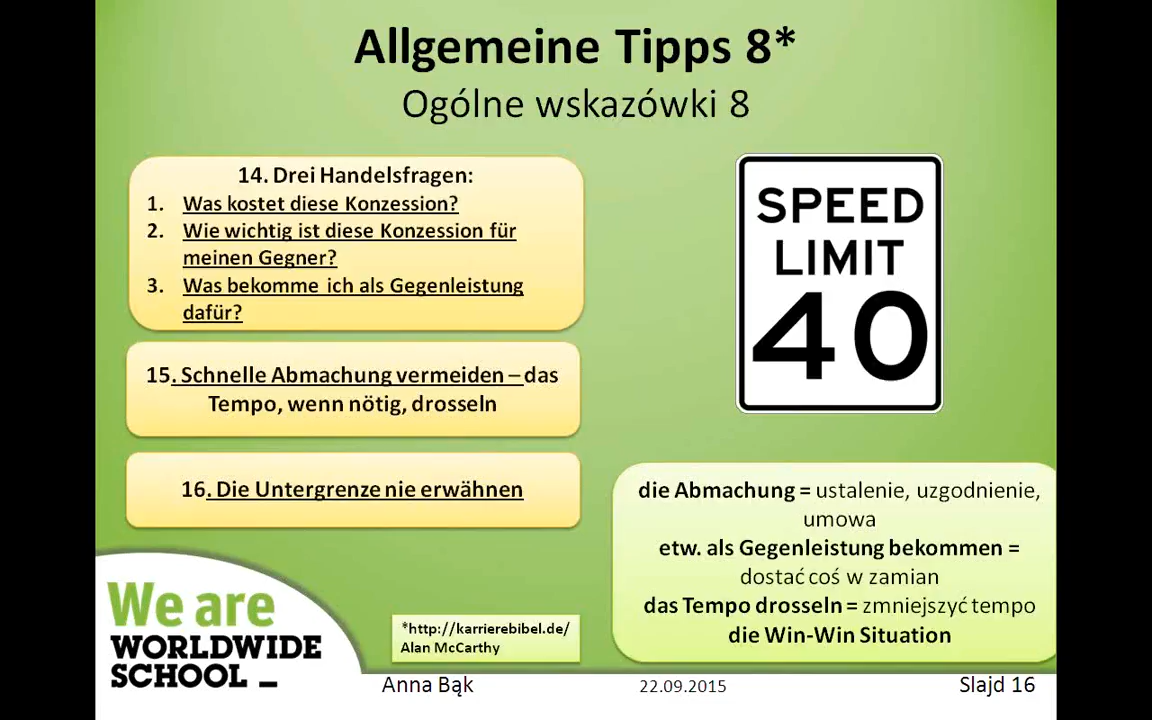 Allgemeine Tipps 8*
Ogólne wskazówki 8
14. Drei Handelsfragen:
1. Was kostet diese Konzession?
2. Wie wichtig ist diese Konzession für
meinen Gegner?
3. Was bekomme ich als Gegenleistung
dafür?
15. Schnelle Abmachung vermeiden – das
Tempo, wenn nötig, drosseln
16. Die Untergrenze nie erwähnen
SPEED
LIMIT
40
die Abmachung = ustalenie, uzgodnienie,
umowa
etw. als Gegenleistung bekommen =
dostać coś w zamian
das Tempo drosseln = zmniejszyć tempo
die Win-Win Situation
We are
WORLDWIDE
SCHOOL _
*http://karrierebibel.de/
Alan McCarthy
Anna Bąk
22.09.2015
Slajd 16